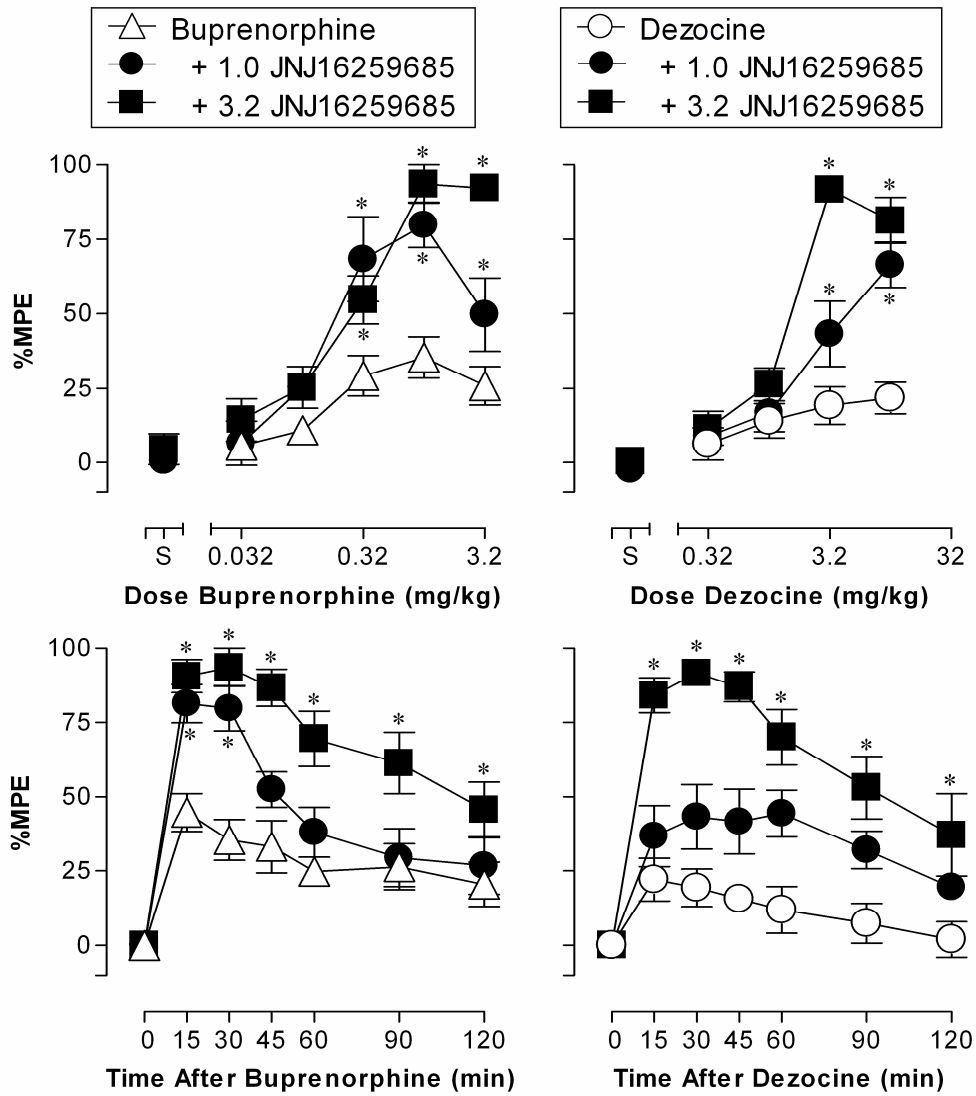 Buprenorphine
+ 1.0 JNJ16259685
+ 3.2 JNJ16259685
Dezocine
+ 1.0 JNJ16259685
+ 3.2 JNJ16259685
100
75
50
25
0
%MPE
* * * * * *
* * * *
S 0.032 0.32 3.2
Dose Buprenorphine (mg/kg)
S 0.32 3.2 32
Dose Dezocine (mg/kg)
100
75
50
25
0
%MPE
* * * * * * * *
* * * * * *
0 15 30 45 60 90 120
Time After Buprenorphine (min)
0 15 30 45 60 90 120
Time After Dezocine (min)